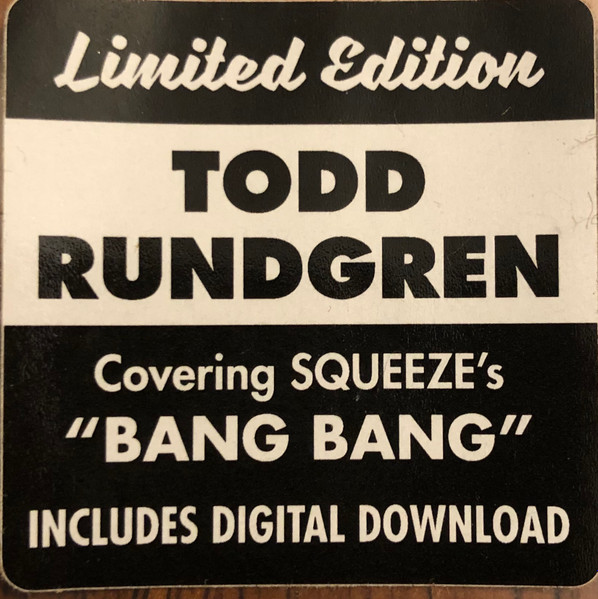 Limited Edition
TODD
RUNDGREN
Covering SQUEEZE's
"BANG BANG"
INCLUDES DIGITAL DOWNLOAD